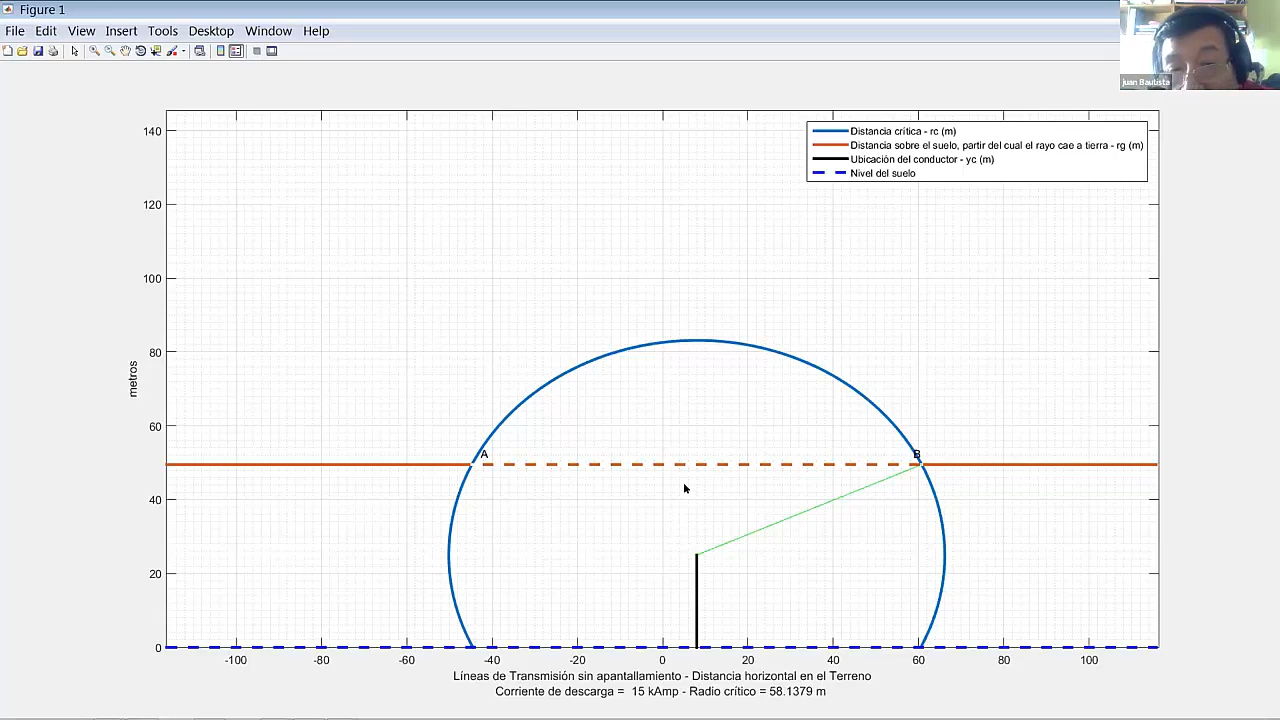 Figure 1
File Edit View Insert Tools Desktop Window Help
juan Bautista
140
120
100
80
60
40
20
0
metros
Distancia crítica - rc (m)
Distancia sobre el suelo, partir del cual el rayo cae a tierra - rg (m)
Ubicación del conductor - yc (m)
Nivel del suelo
A
B
-100 -80 -60 -40 -20 0 20 40 60 80 100
Líneas de Transmisión sin apantallamiento - Distancia horizontal en el Terreno
Corriente de descarga = 15 kAmp - Radio crítico = 58.1379 m